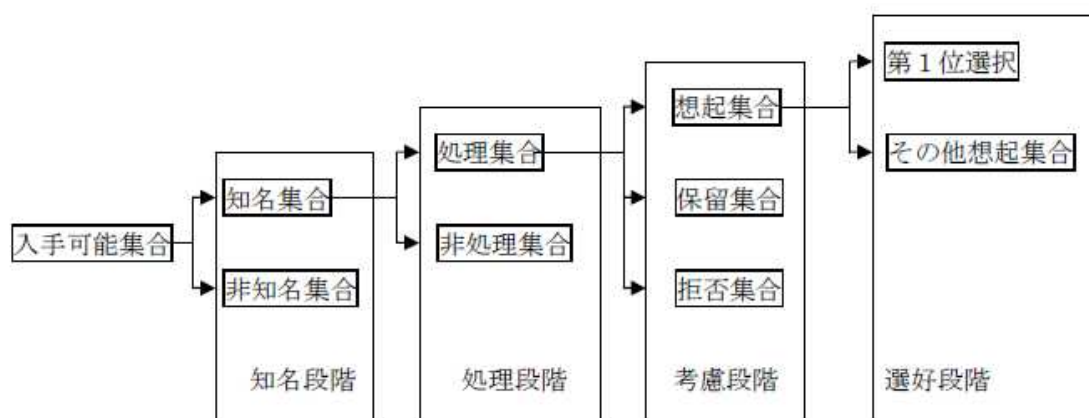 第１位選択
想起集合
処理集合
その他想起集合
知名集合
保留集合
入手可能集合
非処理集合
非知名集合
拒否集合
知名段階
処理段階
考慮段階
選好段階